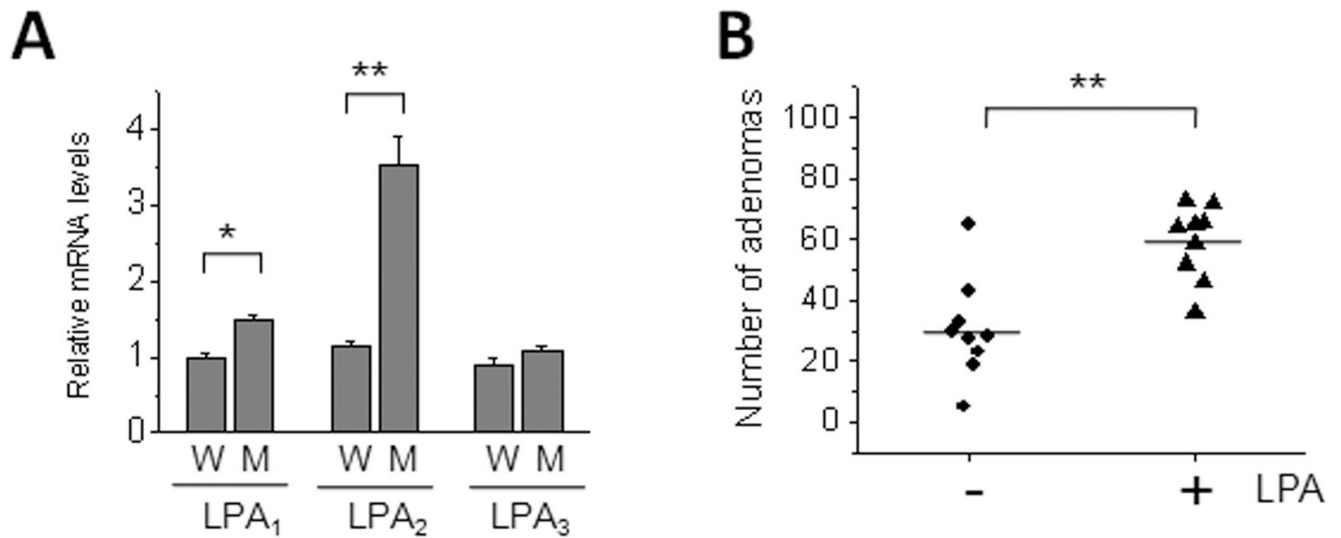 A
Relative mRNA levels
4
3
2
1
0
*
**
W M W M W M
LPA₁ LPA₂ LPA₃
B
Number of adenomas
100
80
60
40
20
0
**
- + LPA